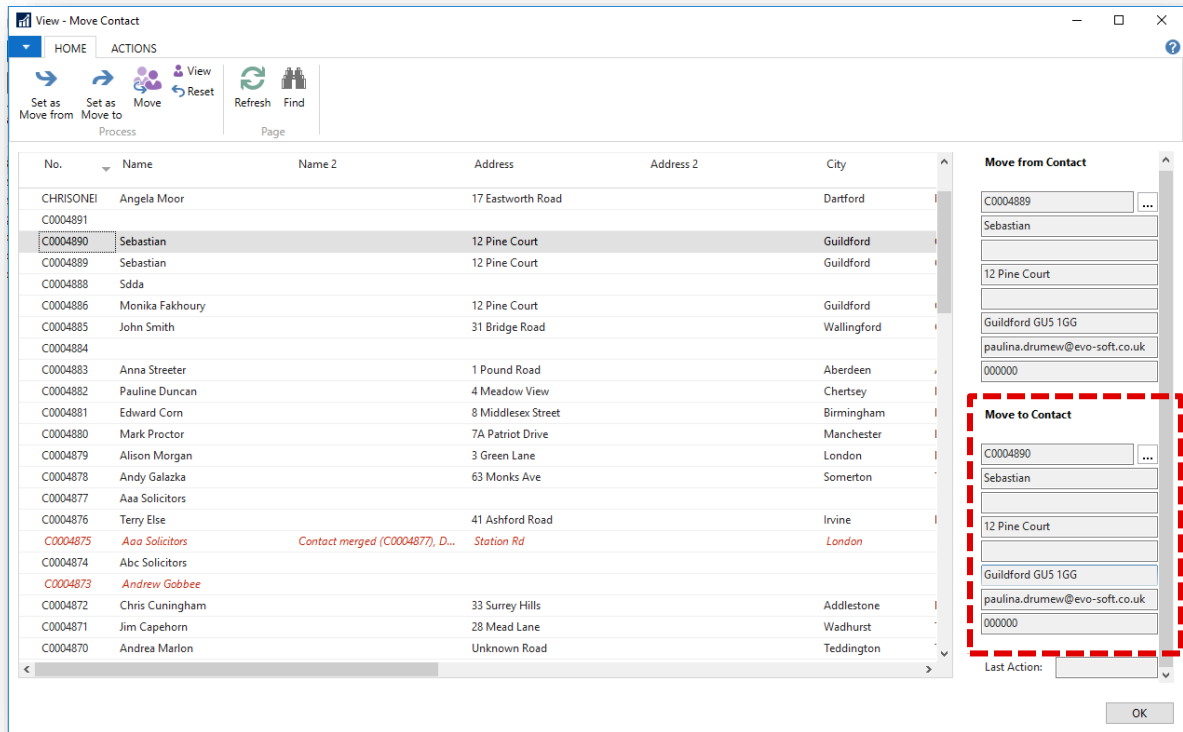 View - Move Contact
HOME ACTIONS
Set as Move from
Set as Move to
Move
View
Reset
Refresh
Find
Process
Page
No. Name Name 2 Address Address 2 City
CHRISONEI Angela Moor 17 Eastworth Road Dartford
C0004891
C0004890 Sebastian 12 Pine Court Guildford
C0004889 Sebastian 12 Pine Court Guildford
C0004888 Sdda
C0004886 Monika Fakhoury 12 Pine Court Guildford
C0004885 John Smith 31 Bridge Road Wallingford
C0004884
C0004883 Anna Streeter 1 Pound Road Aberdeen
C0004882 Pauline Duncan 4 Meadow View Chertsey
C0004881 Edward Corn 8 Middlesex Street Birmingham
C0004880 Mark Proctor 7A Patriot Drive Manchester
C0004879 Alison Morgan 3 Green Lane London
C0004878 Andy Galazka 63 Monks Ave Somerton
C0004877 Aaa Solicitors
C0004876 Terry Else 41 Ashford Road Irvine
C0004875 Aaa Solicitors Contact merged (C0004877), D... Station Rd London
C0004874 Abc Solicitors
C0004873 Andrew Gobbee
C0004872 Chris Cuningham 33 Surrey Hills Addlestone
C0004871 Jim Capehorn 28 Mead Lane Wadhurst
C0004870 Andrea Marlon Unknown Road Teddington
Move from Contact
C0004889 ...
Sebastian
12 Pine Court
Guildford GU5 1GG
paulina.drumew@evo-soft.co.uk
000000
Move to Contact
C0004890 ...
Sebastian
12 Pine Court
Guildford GU5 1GG
paulina.drumew@evo-soft.co.uk
000000
Last Action:
OK